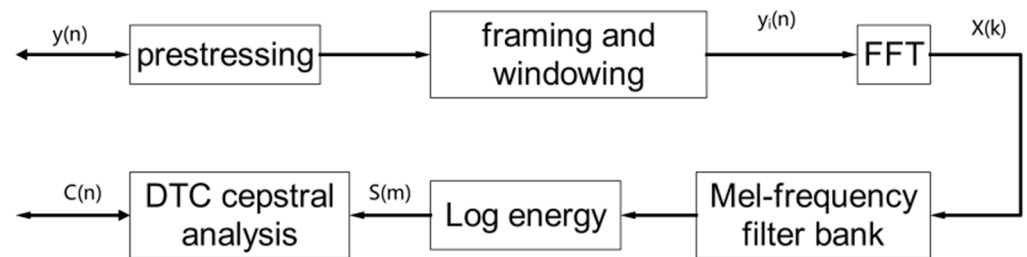 y(n)
prestressing
framing and
windowing
yᵢ(n)
FFT
X(k)
C(n)
DTC cepstral
analysis
S(m)
Log energy
Mel-frequency
filter bank